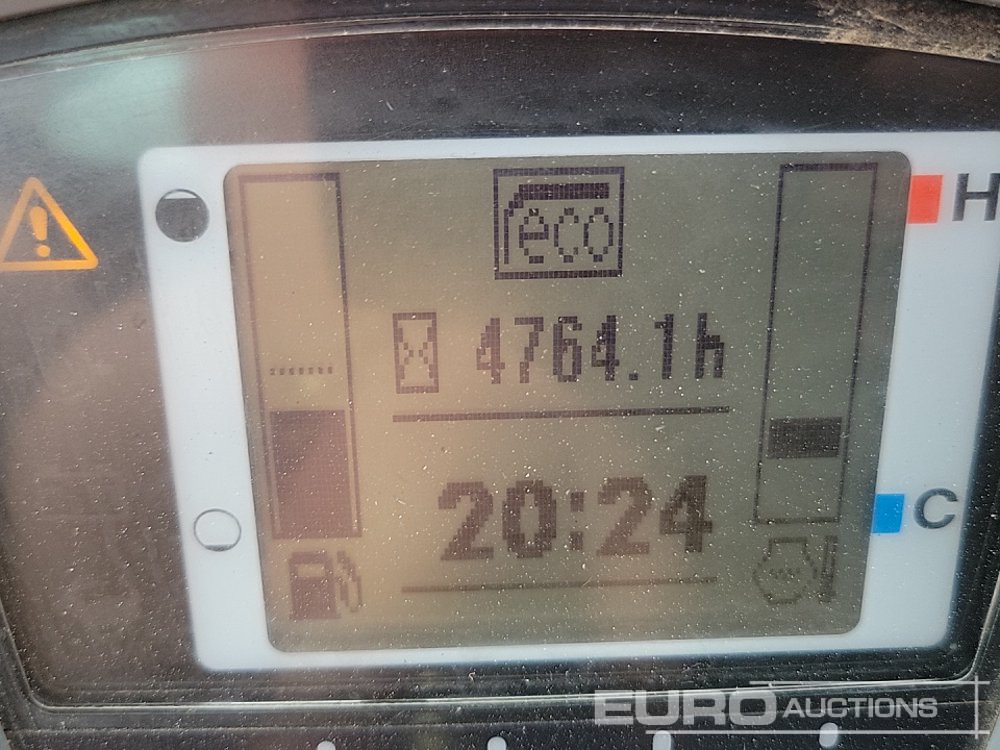 eco
H
4764.1h
20:24
C
EURO AUCTIONS